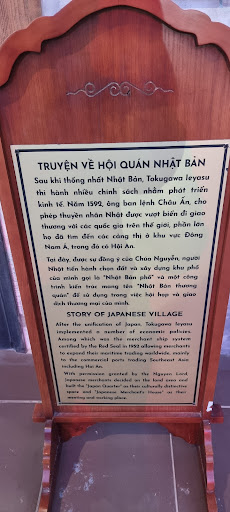 TRUYỆN VỀ HỘI QUÁN NHẬT BẢN
Sau khi thống nhất Nhật Bản, Tokugawa Ieyasu
thi hành nhiều chính sách nhằm phát triển
kinh tế. Năm 1592, ông ban lệnh Châu Ấn, cho
phép thuyền nhân Nhật được vượt biển đi giao
thương với các quốc gia trên thế giới, phần lớn
họ đã tìm đến các cảng thị ở khu vực Đông
Nam Á, trong đó có Hội An.
Tại đây, được sự đồng ý của Chúa Nguyễn, người
Nhật tiến hành chọn đất và xây dựng khu phố
của mình gọi là "Nhật Bản phố" và một công
trình kiến trúc mang tên "Nhật Bản thương
quán" để sử dụng trong việc hội họp và giao
dịch thương mại của mình.
STORY OF JAPANESE VILLAGE
After the unification of Japan, Tokugawa Ieyasu
implemented a number of economic policies.
Among which was the merchant ship system
certified by the Red Seal in 1592 allowing merchants
to expand their maritime trading worldwide, mainly
to the commercial ports trading Southeast Asia
including Hoi An.
With permission granted by the Nguyen Lord
Japanese merchants decided on the land area and
built the "Japan Quarter" as their culturally distinctive
space and "Japanese Merchant's House" as their
meeting and working place.